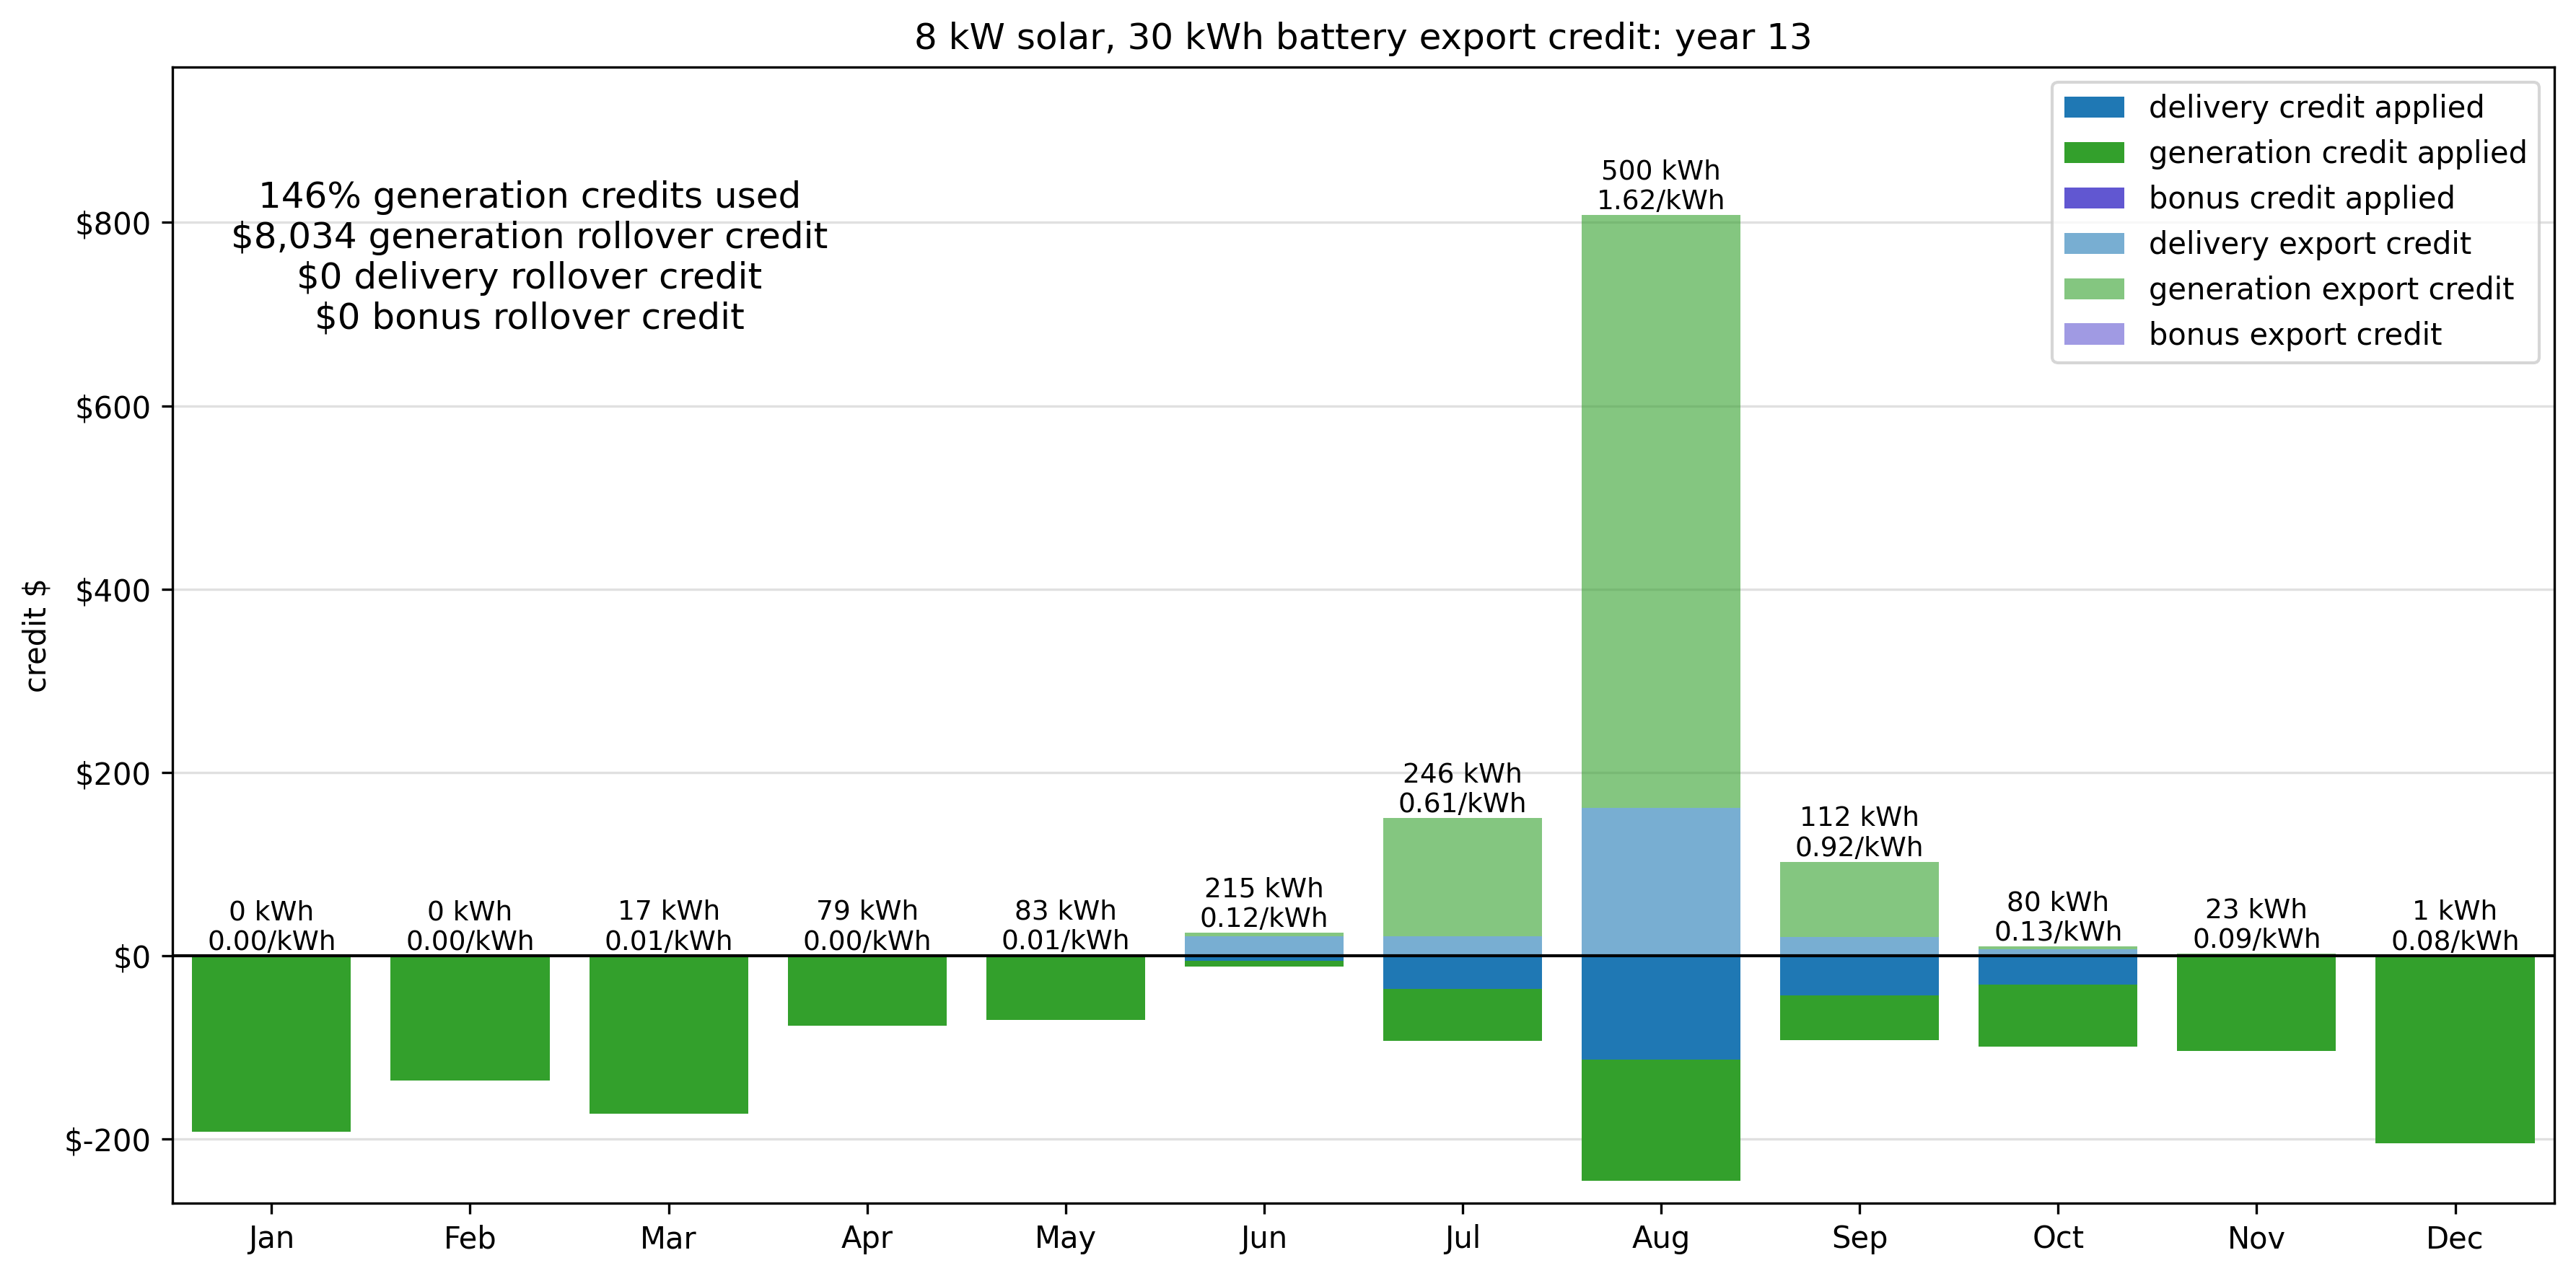 8 kW solar, 30 kWh battery export credit: year 13
credit $
$800
$600
$400
$200
$0
$-200
146% generation credits used
$8,034 generation rollover credit
$0 delivery rollover credit
$0 bonus rollover credit
delivery credit applied
generation credit applied
bonus credit applied
delivery export credit
generation export credit
bonus export credit
0 kWh
0.00/kWh
0 kWh
0.00/kWh
17 kWh
0.01/kWh
79 kWh
0.00/kWh
83 kWh
0.01/kWh
215 kWh
0.12/kWh
246 kWh
0.61/kWh
500 kWh
1.62/kWh
112 kWh
0.92/kWh
80 kWh
0.13/kWh
23 kWh
0.09/kWh
1 kWh
0.08/kWh
Jan
Feb
Mar
Apr
May
Jun
Jul
Aug
Sep
Oct
Nov
Dec